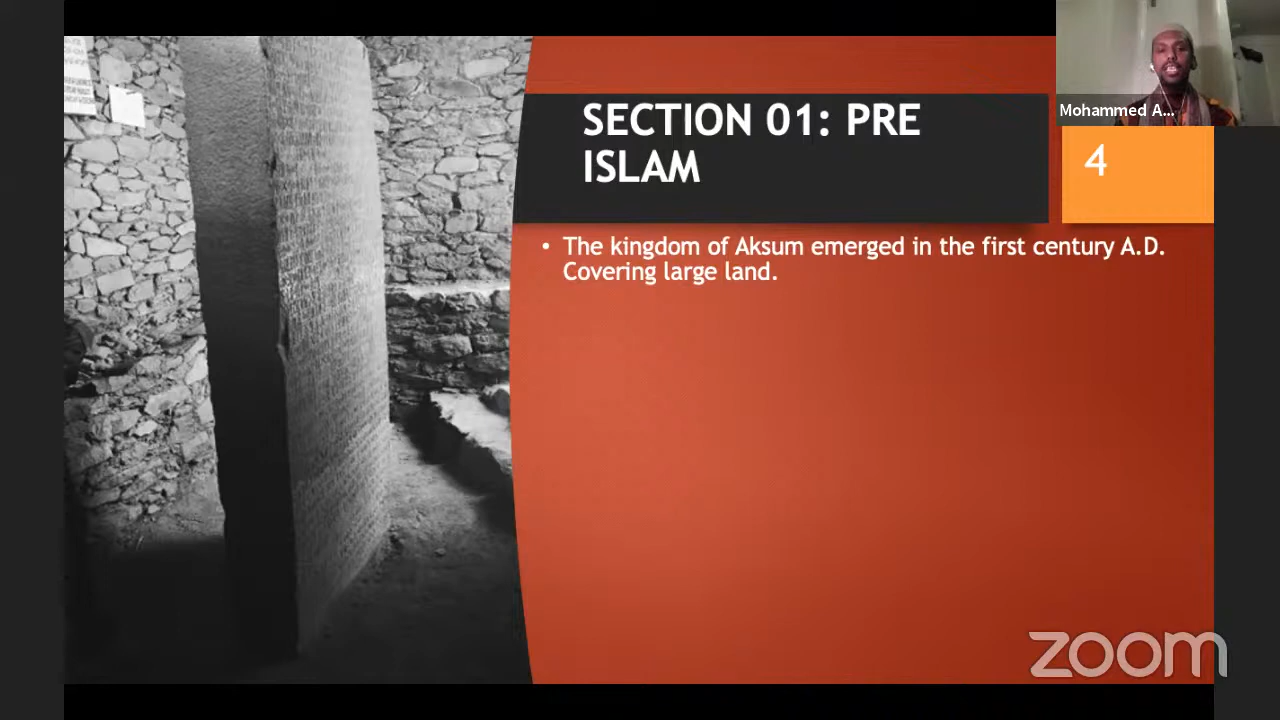 SECTION 01: PRE
ISLAM
4
Mohammed A...
• The kingdom of Aksum emerged in the first century A.D.
Covering large land.
zoom